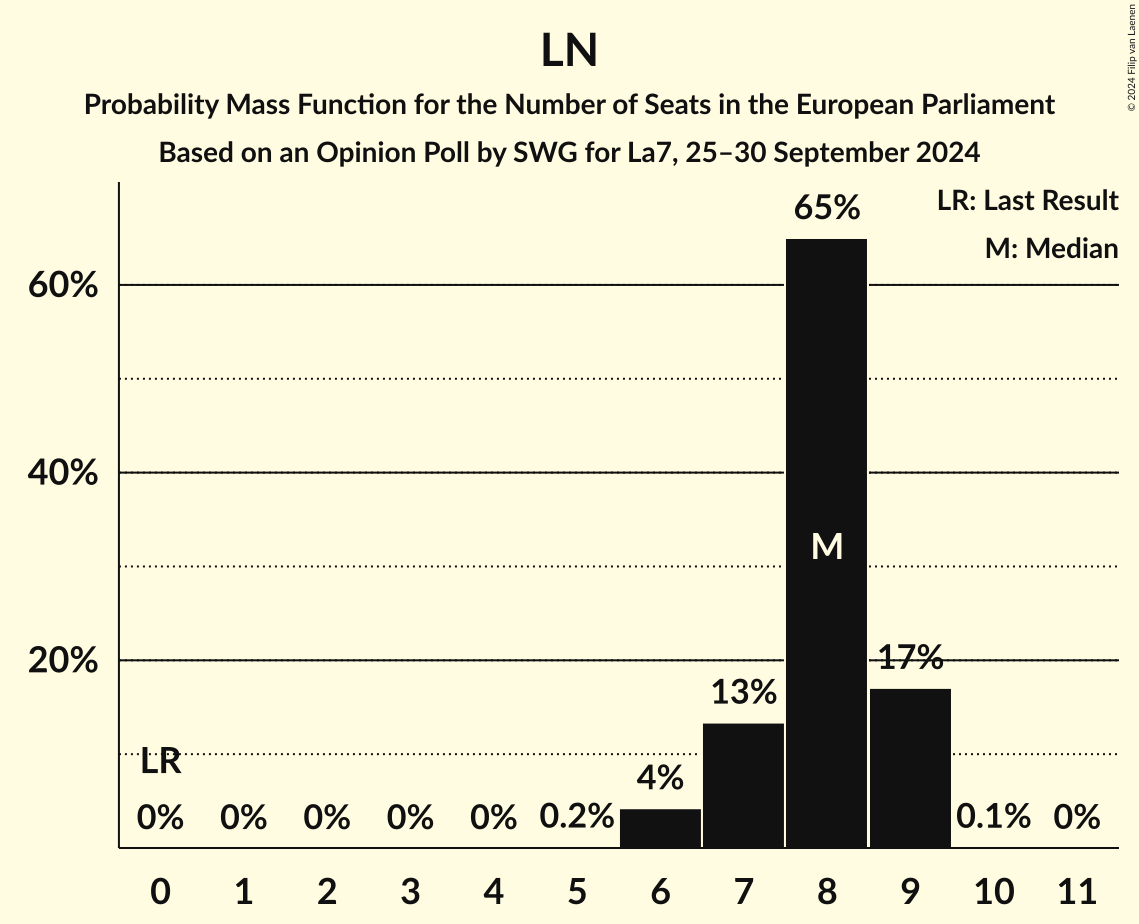 LN
Probability Mass Function for the Number of Seats in the European Parliament
Based on an Opinion Poll by SWG for La7, 25–30 September 2024
© 2024 Filip van Laenen
LR: Last Result
M: Median
65%
60%
40%
M
20%
17%
13%
LR
4%
0% 0% 0% 0% 0% 0.2% 0.1% 0%
0 1 2 3 4 5 6 7 8 9 10 11